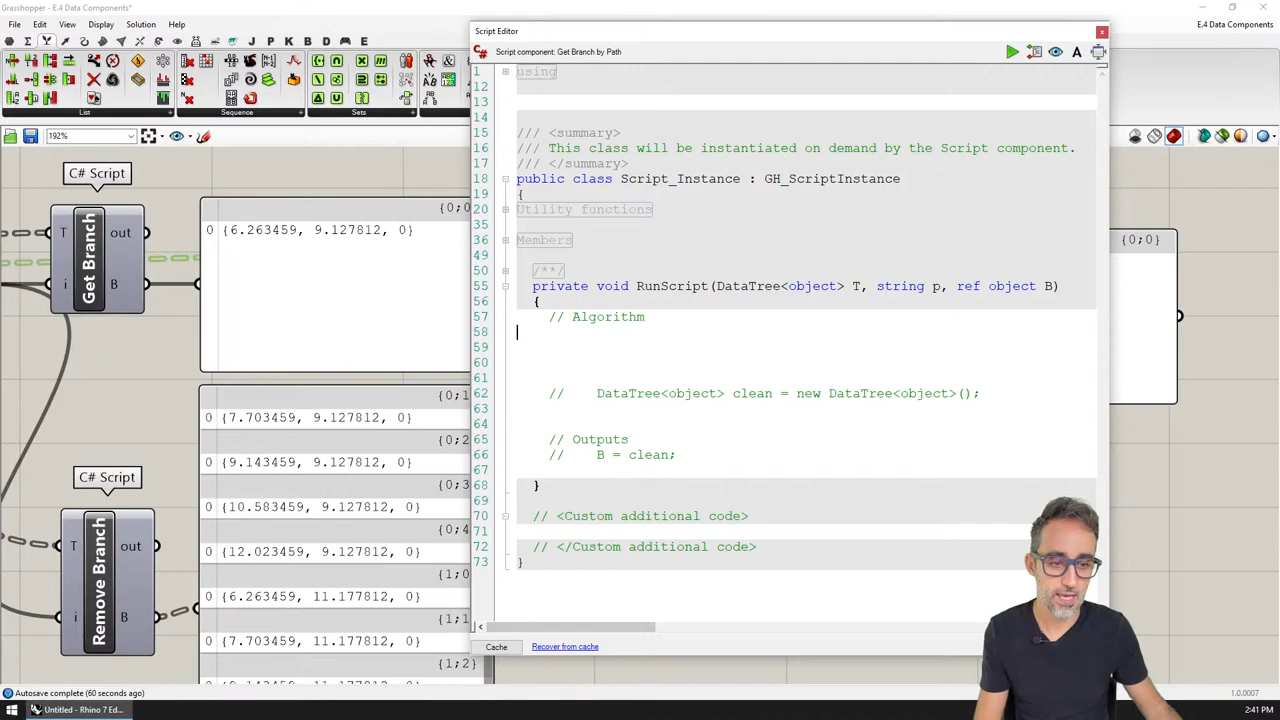 Grasshopper - E.4 Data Components*
File Edit View Display Solution Help
E.4 Data Components*
List
Sequence
Sets
192%
C# Script
T
out
Get Branch
i
B
{0;0
0 {6.263459, 9.127812, 0}
{0;1
0 {7.703459, 9.127812, 0}
{0;2
0 {9.143459, 9.127812, 0}
{0;3
0 {10.583459, 9.127812, 0}
{0;4
0 {12.023459, 9.127812, 0}
{1;0
0 {6.263459, 11.177812, 0}
{1;1
0 {7.703459, 11.177812, 0}
{1;2}
C# Script
T
out
Remove Branch
i
B
Script Editor
C# Script component: Get Branch by Path
1 using
12
13
14
15 /// <summary>
16 /// This class will be instantiated on demand by the Script component.
17 /// </summary>
18 public class Script_Instance : GH_ScriptInstance
19 {
20 Utility functions
35
36 Members
49
50 /**/
55 private void RunScript(DataTree<object> T, string p, ref object B)
56 {
57 // Algorithm
58
59
60
61
62 // DataTree<object> clean = new DataTree<object>();
63
64
65 // Outputs
66 // B = clean;
67
68 }
69
70 // <Custom additional code>
71
72 // </Custom additional code>
73 }
Cache
Recover from cache
{0;0}
Autosave complete (60 seconds ago)
1.0.0007
Untitled - Rhino 7 Ed...
2:41 PM